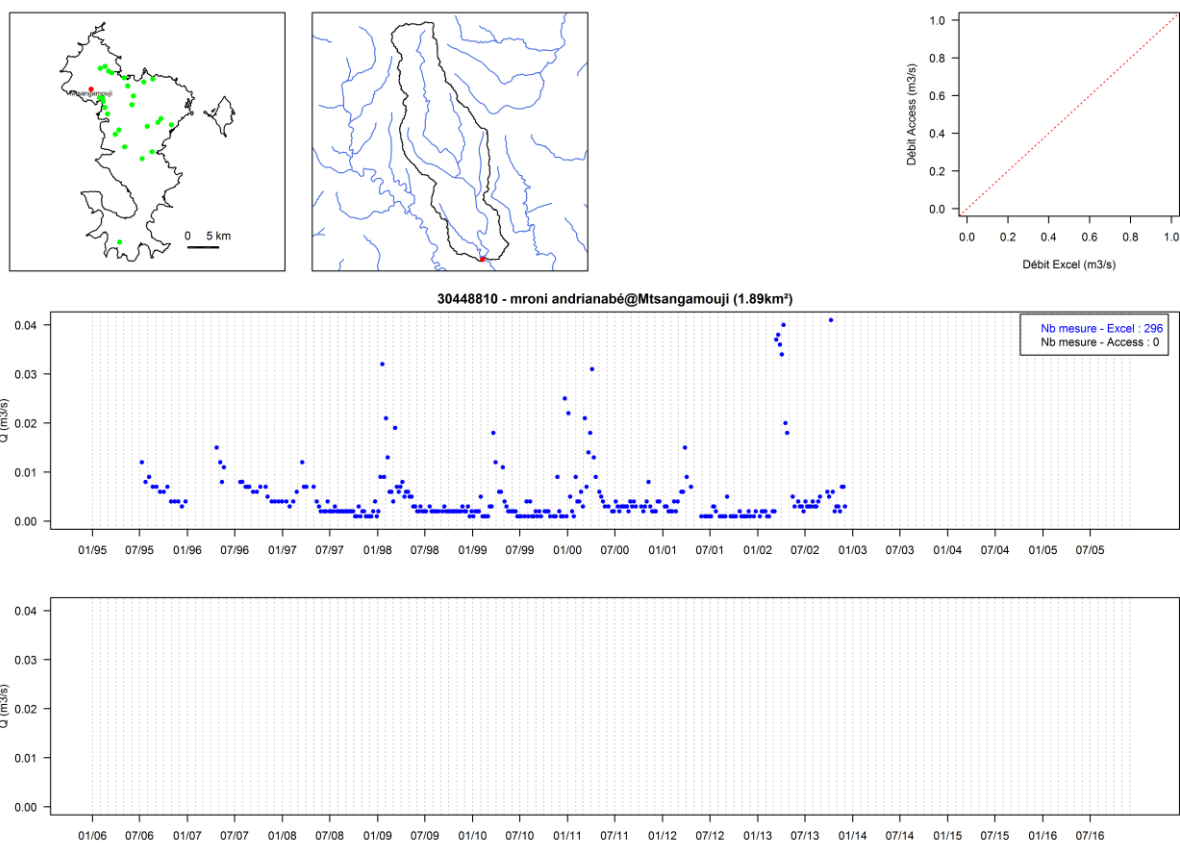 Mtsangamouji
0 5 km
Débit Access (m3/s)
1.0
0.8
0.6
0.4
0.2
0.0
0.0 0.2 0.4 0.6 0.8 1.0
Débit Excel (m3/s)
30448810 - mroni andrianabé@Mtsangamouji (1.89km²)
Nb mesure - Excel : 296
Nb mesure - Access : 0
Q (m3/s)
0.04
0.03
0.02
0.01
0.00
01/95 07/95 01/96 07/96 01/97 07/97 01/98 07/98 01/99 07/99 01/00 07/00 01/01 07/01 01/02 07/02 01/03 07/03 01/04 07/04 01/05 07/05
Q (m3/s)
0.04
0.03
0.02
0.01
0.00
01/06 07/06 01/07 07/07 01/08 07/08 01/09 07/09 01/10 07/10 01/11 07/11 01/12 07/12 01/13 07/13 01/14 07/14 01/15 07/15 01/16 07/16